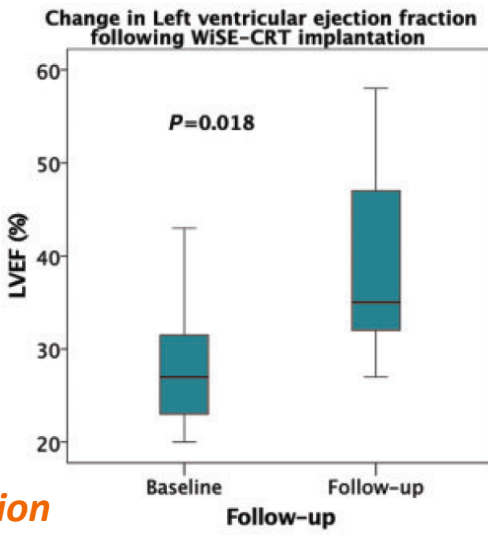 Change in Left ventricular ejection fraction
following WiSE-CRT implantation
P=0.018
LVEF (%)
60
50
40
30
20
Baseline Follow-up
Follow-up
ion